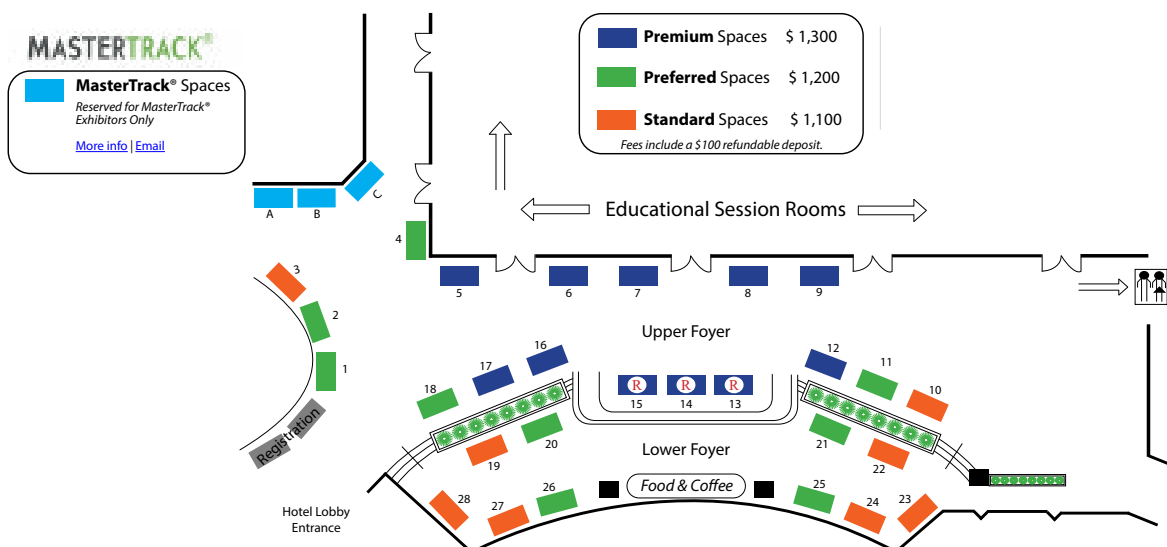 MASTERTRACK®
MasterTrack® Spaces
Reserved for MasterTrack®
Exhibitors Only
More info | Email
Premium Spaces $ 1,300
Preferred Spaces $ 1,200
Standard Spaces $ 1,100
Fees include a $100 refundable deposit.
A
B
C
Educational Session Rooms
4
5
6
7
8
9
3
2
1
Registration
Upper Foyer
18
17
16
12
11
10
R
R
R
15
14
13
19
20
21
22
Lower Foyer
Food & Coffee
28
27
26
25
24
23
Hotel Lobby
Entrance